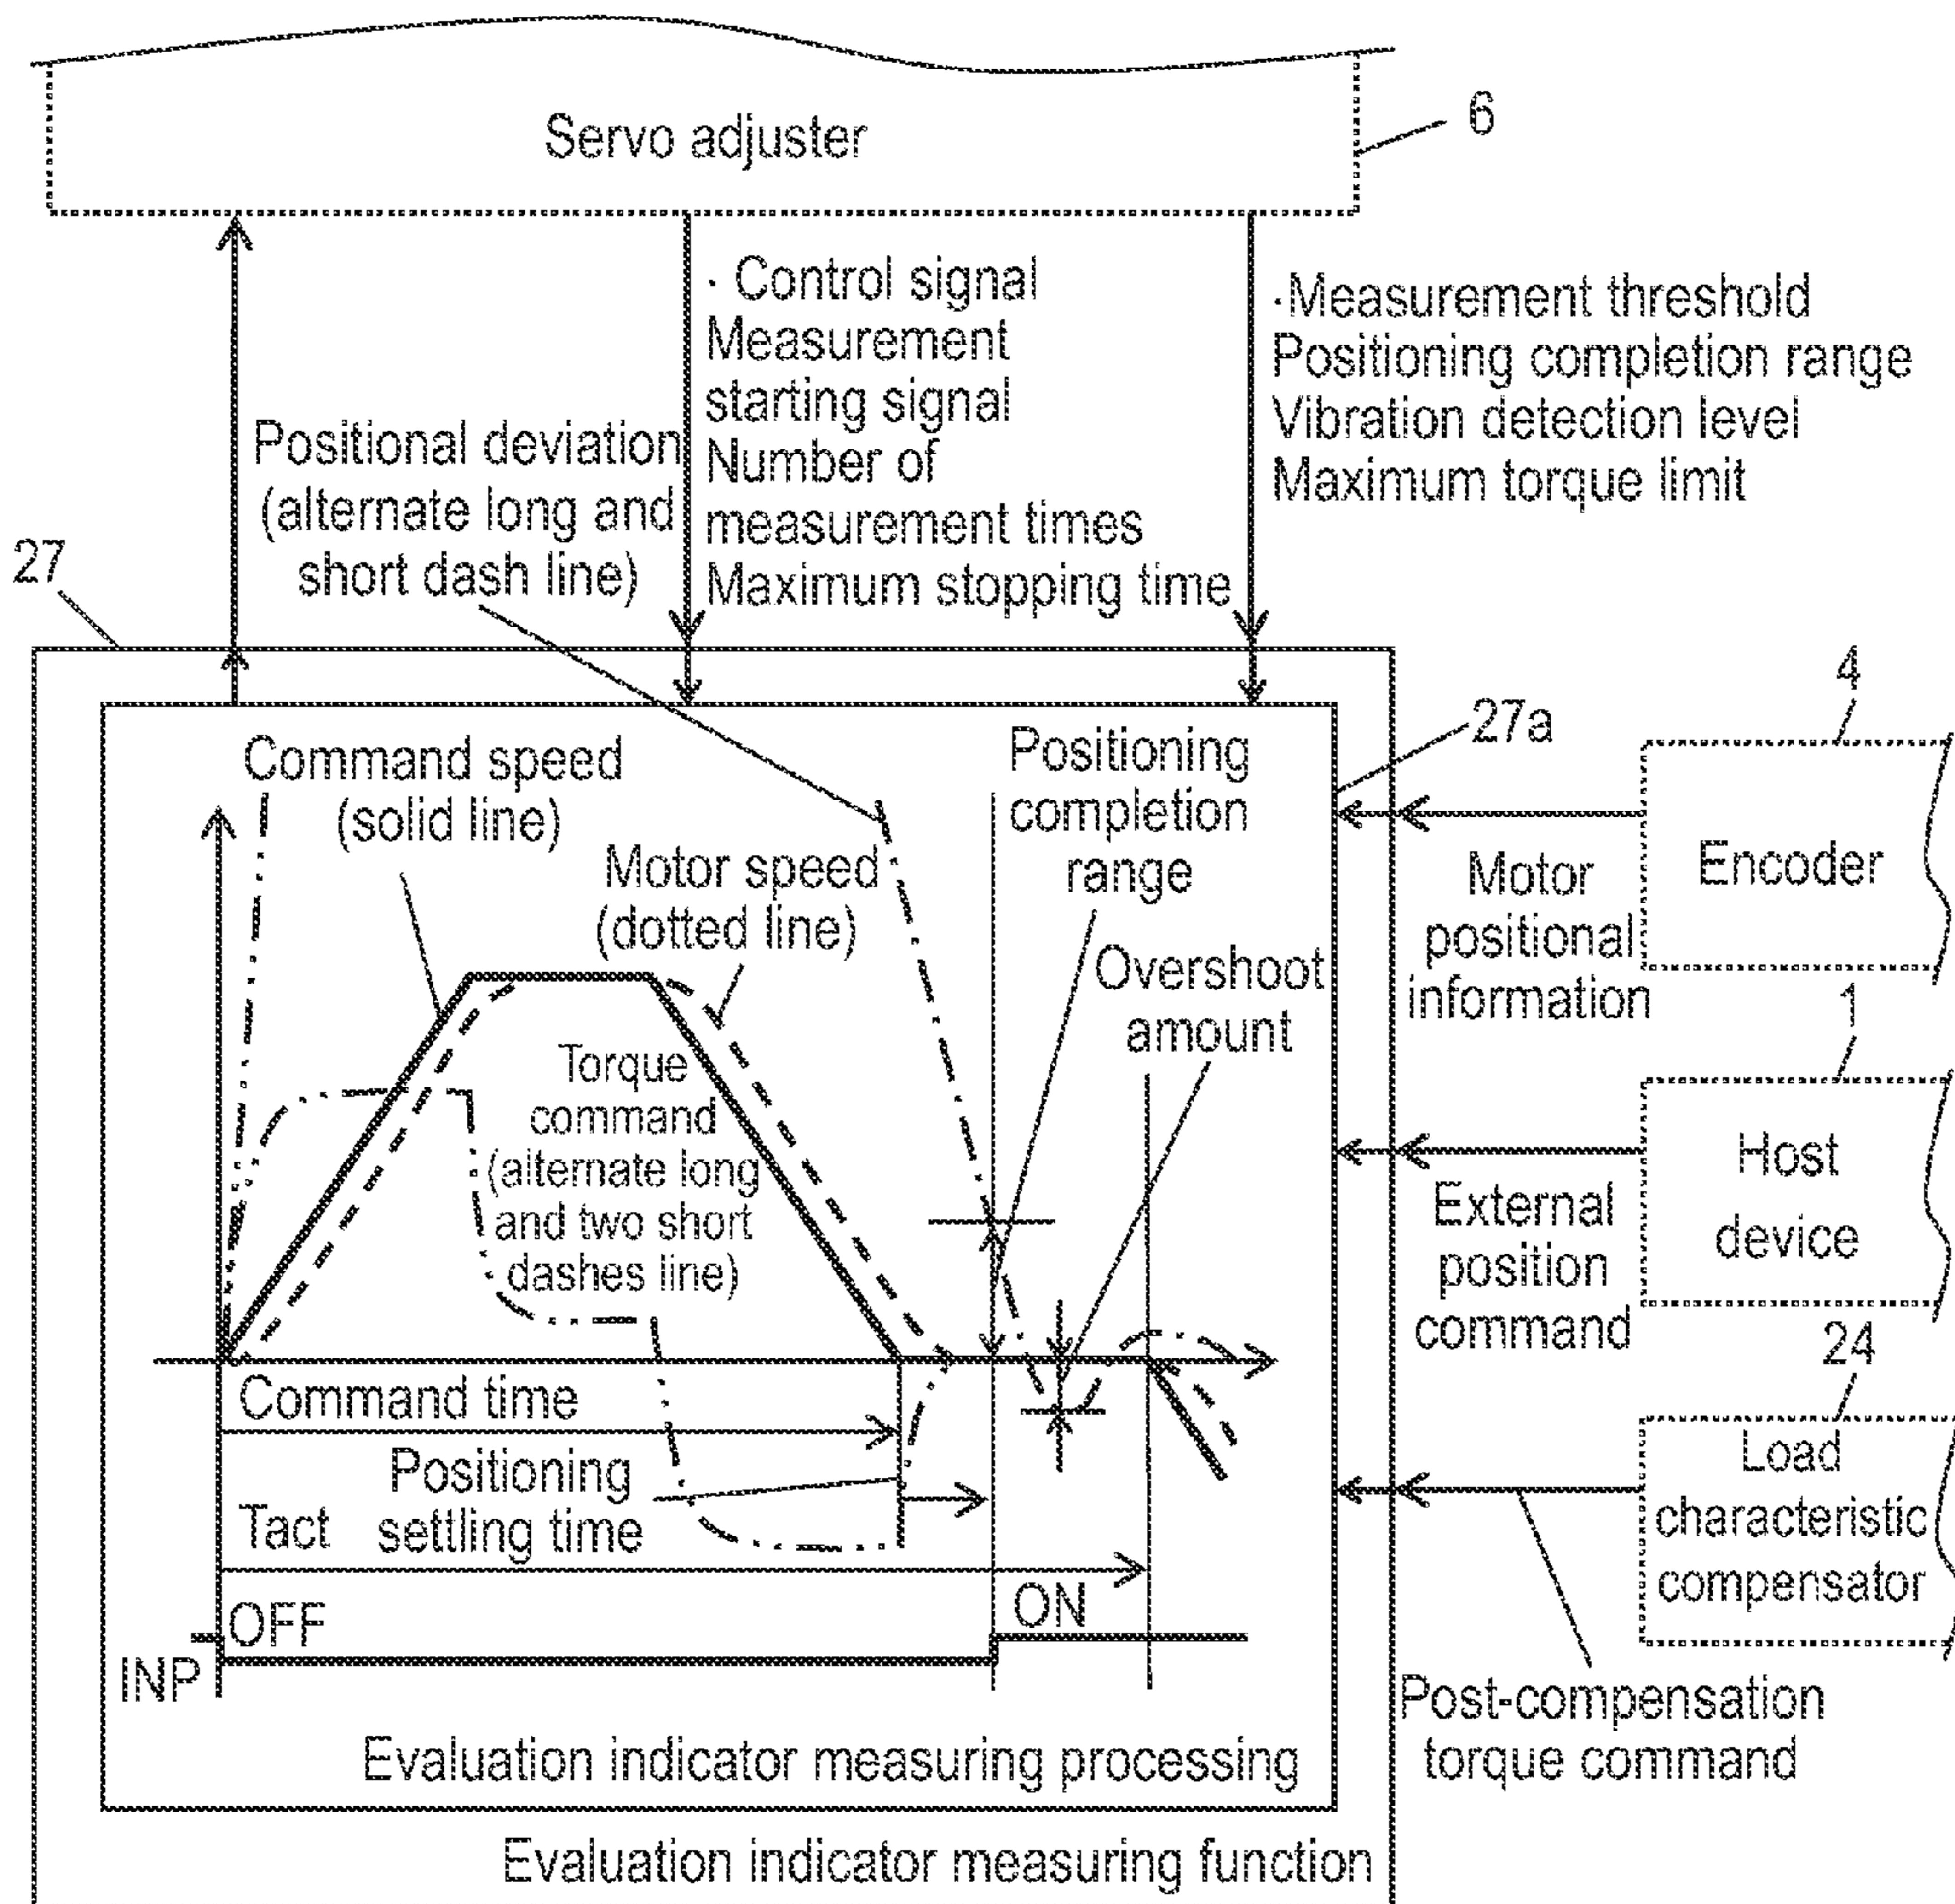 Servo adjuster
6
· Control signal
Measurement
starting signal
Number of
measurement times
Maximum stopping time
·Measurement threshold
Positioning completion range
Vibration detection level
Maximum torque limit
Positional deviation
(alternate long and
short dash line)
27
27a
Command speed
(solid line)
Motor speed
(dotted line)
Positioning
completion
range
Overshoot
amount
Torque
command
(alternate long
and two short
dashes line)
Command time
Positioning
settling time
Tact
OFF
ON
INP
Evaluation indicator measuring processing
Evaluation indicator measuring function
4
Encoder
Motor
positional
information
1
Host
device
External
position
command
24
Load
characteristic
compensator
Post-compensation
torque command